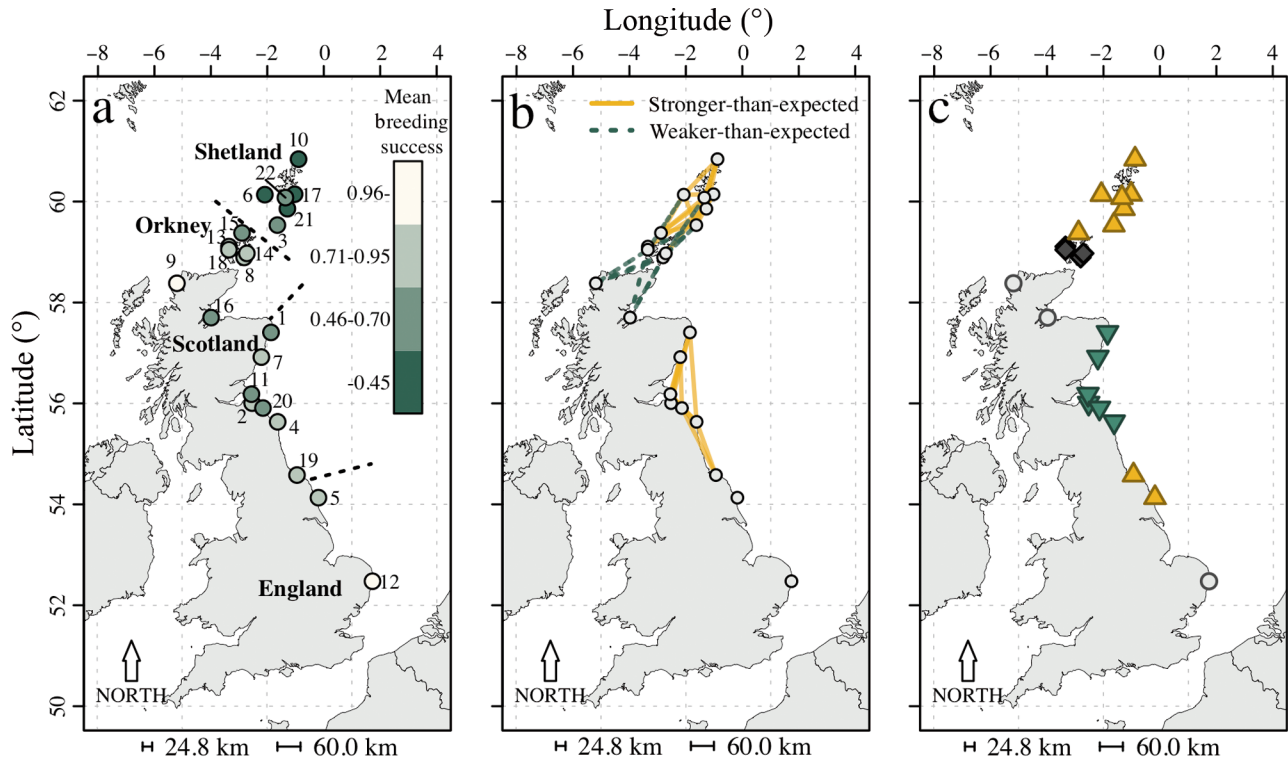 Longitude (°)
−8 −6 −4 −2 0 2 4
−8 −6 −4 −2 0 2 4
−8 −6 −4 −2 0 2 4
Latitude (°)
62
60
58
56
54
52
50
a
Mean
breeding
success
0.96-
0.71-0.95
0.46-0.70
-0.45
Shetland
10
22
6
17
21
3
Orkney
15
13
18
14
8
9
16
1
Scotland
7
11
2
20
4
19
5
England
12
NORTH
24.8 km 60.0 km
b
Stronger-than-expected
Weaker-than-expected
NORTH
24.8 km 60.0 km
c
NORTH
24.8 km 60.0 km